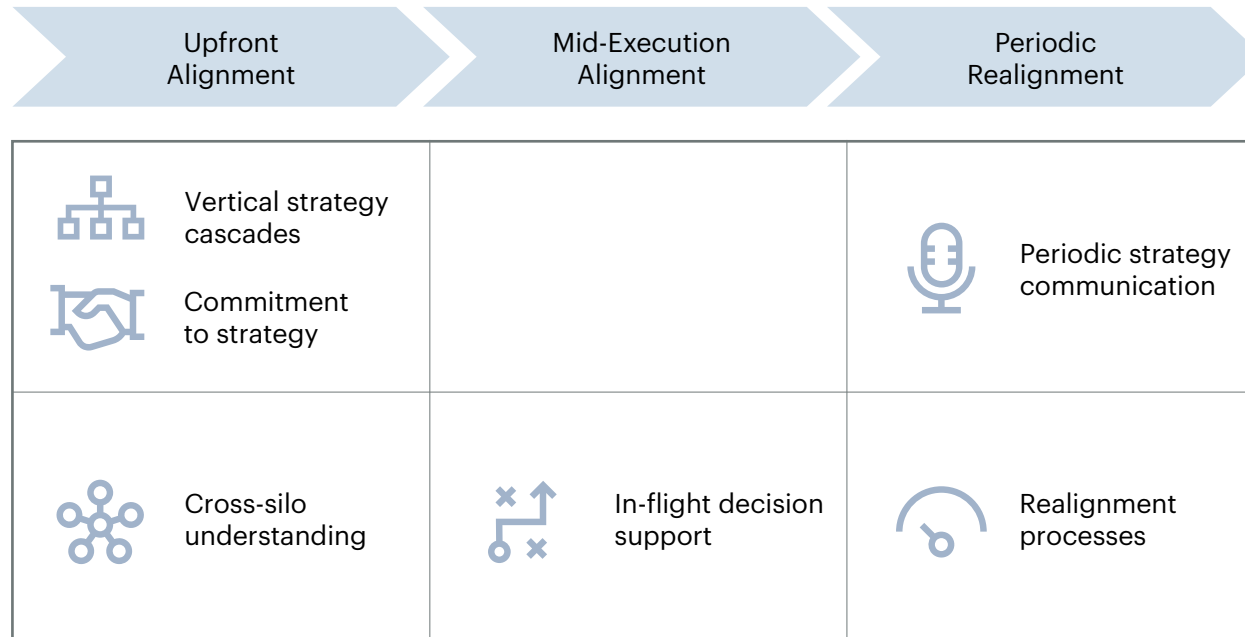 Upfront
Alignment
Mid-Execution
Alignment
Periodic
Realignment
Vertical strategy
cascades
Commitment
to strategy
Periodic strategy
communication
Cross-silo
understanding
In-flight decision
support
Realignment
processes